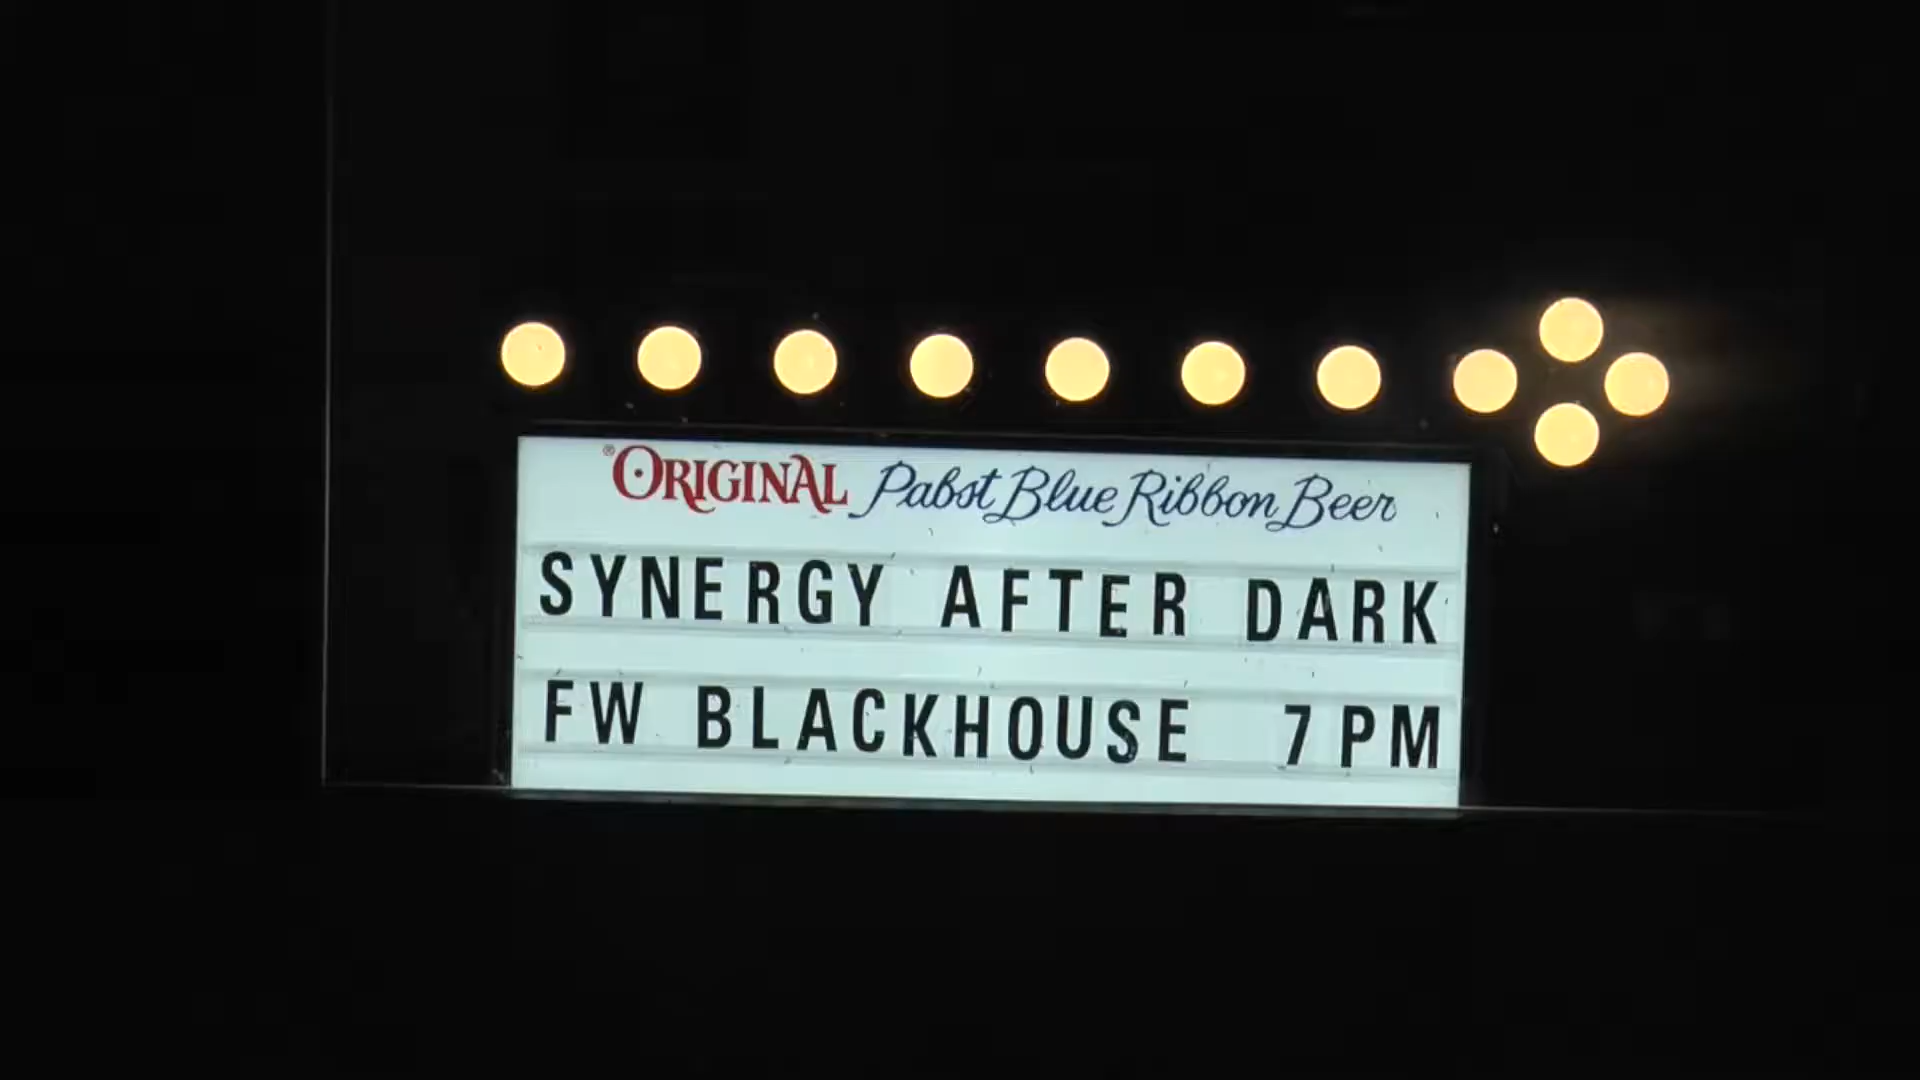 ®ORIGINAL Pabst Blue Ribbon Beer
SYNERGY AFTER DARK
FW BLACKHOUSE 7PM